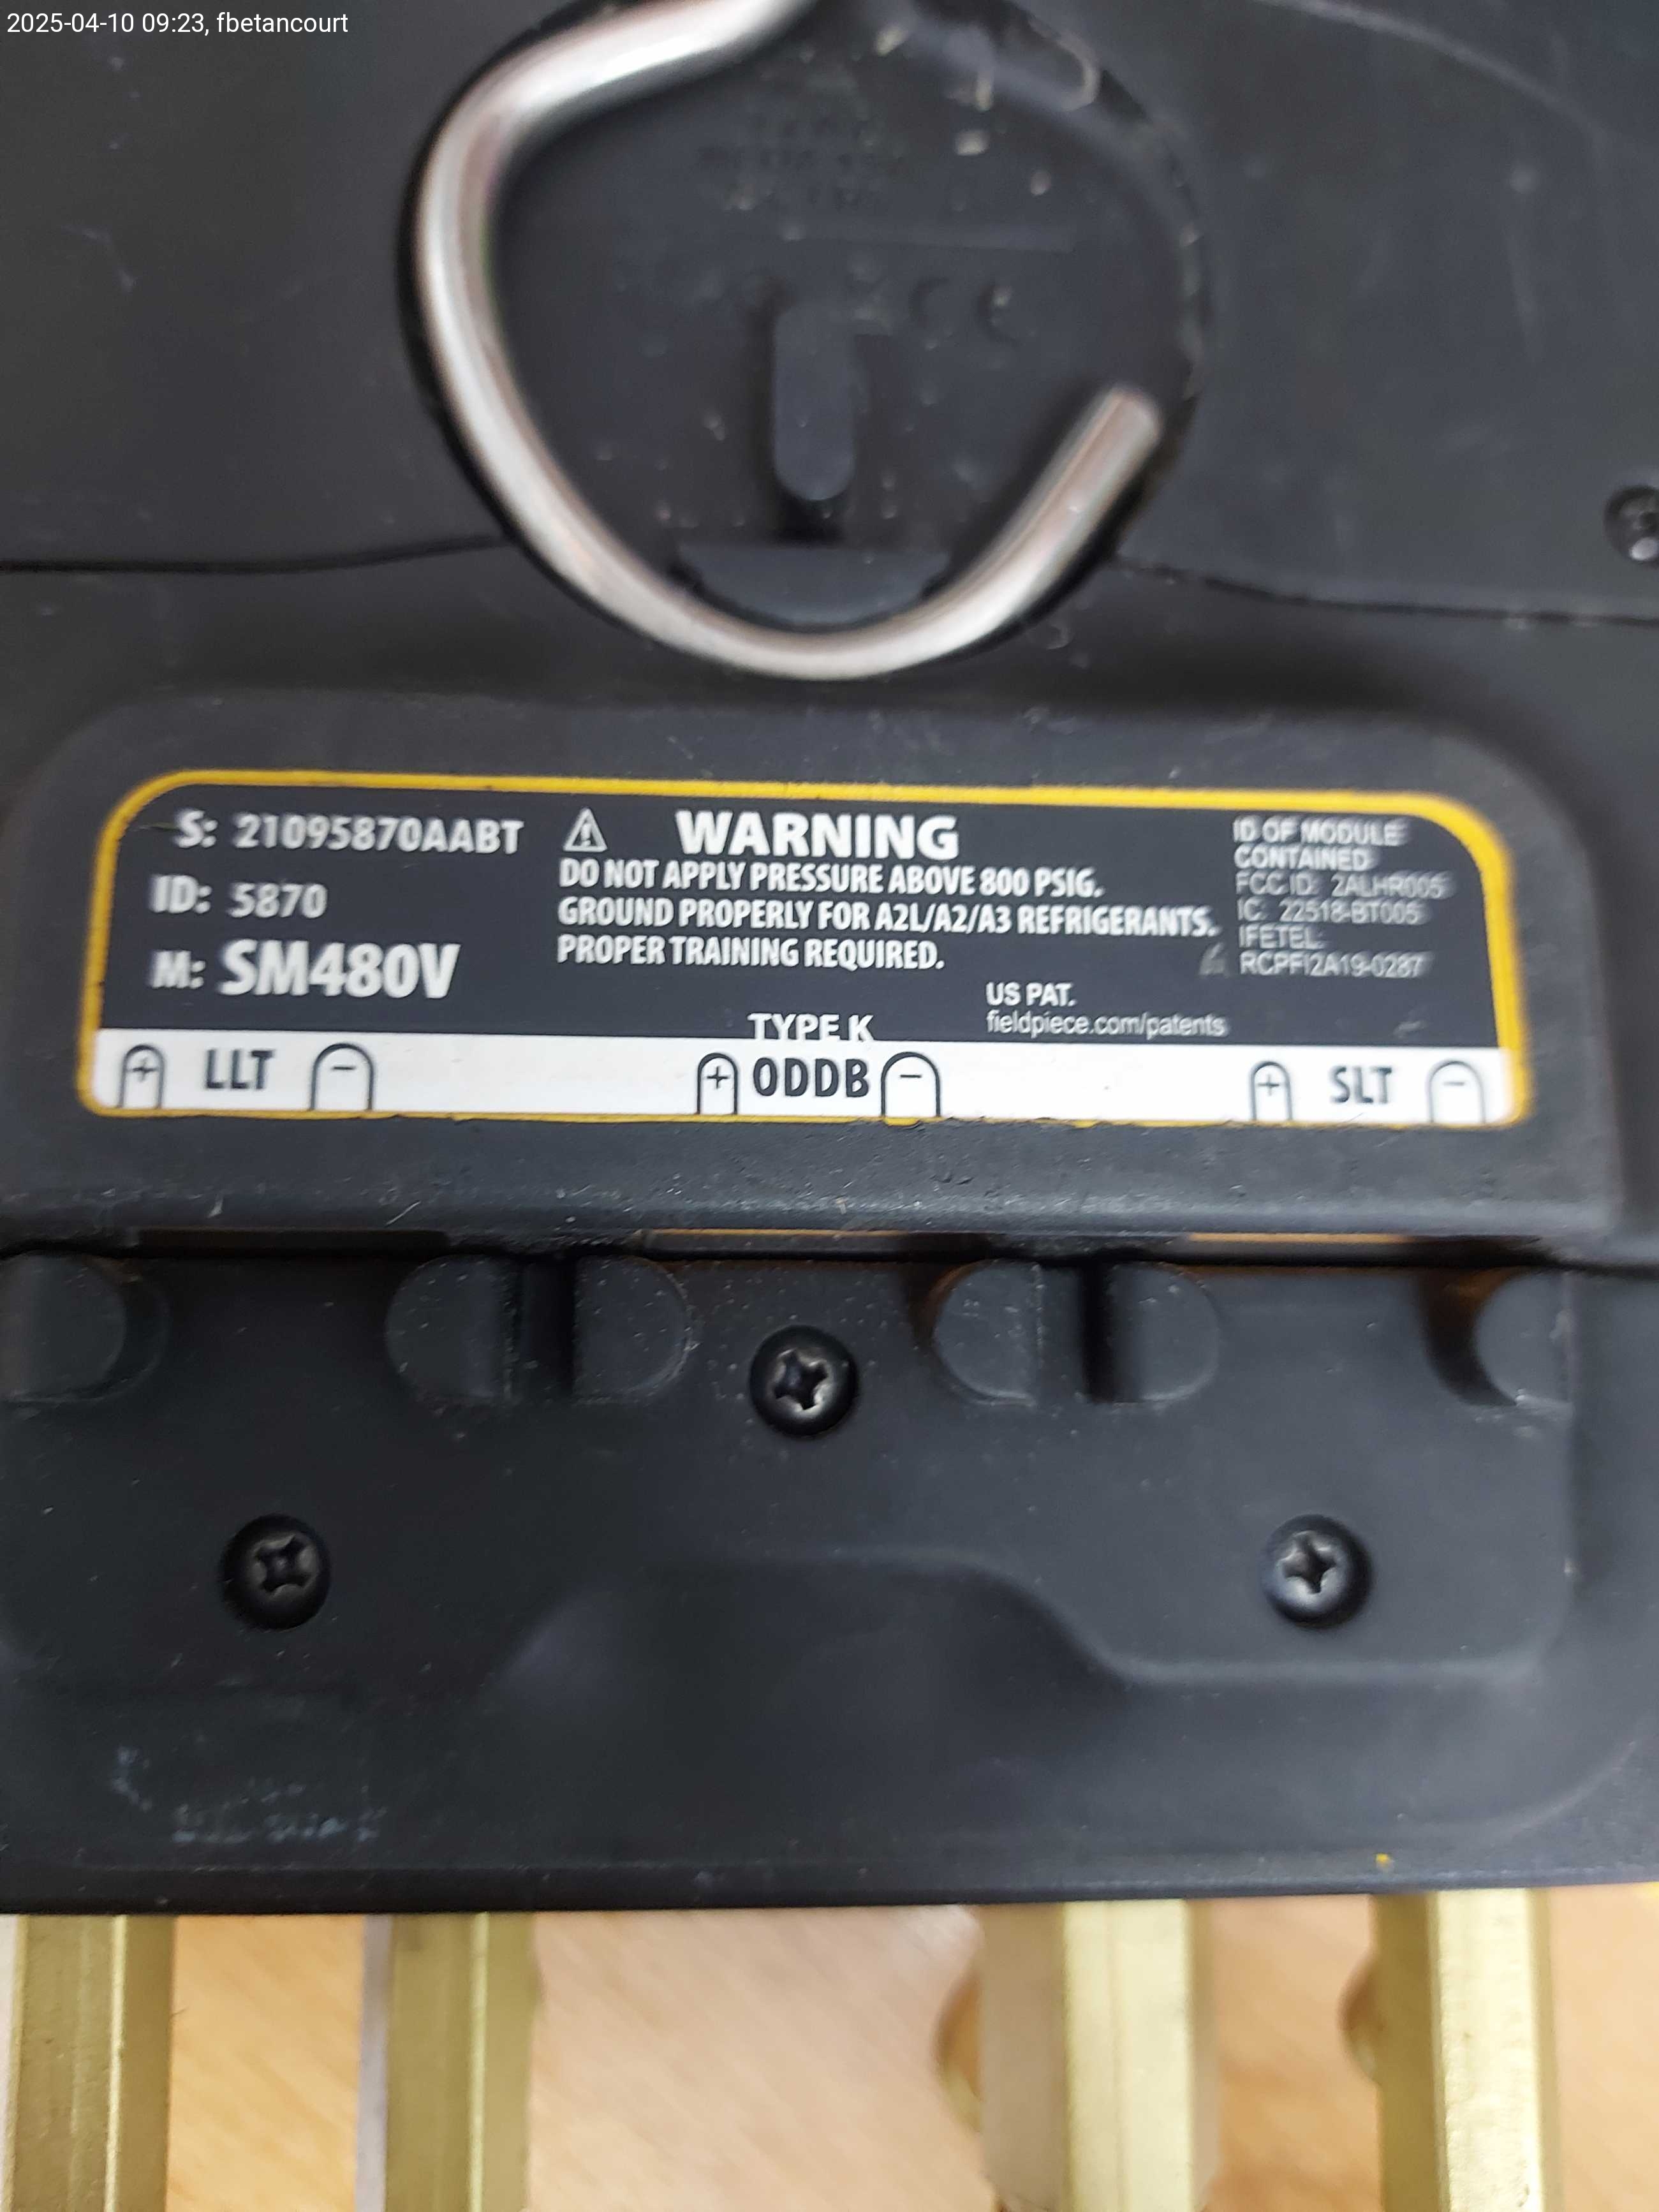 2025-04-10 09:23, fbetancourt
S: 21095870AABT
ID: 5870
M: SM480V
WARNING
DO NOT APPLY PRESSURE ABOVE 800 PSIG.
GROUND PROPERLY FOR A2L/A2/A3 REFRIGERANTS.
PROPER TRAINING REQUIRED.
US PAT.
fieldpiece.com/patents
ID OF MODULE
CONTAINED
FCC ID: 2ALHR005
IC: 22518-BT005
IFETEL:
RCPFI2A19-0287
TYPE K
+ LLT −
+ ODDB −
+ SLT −